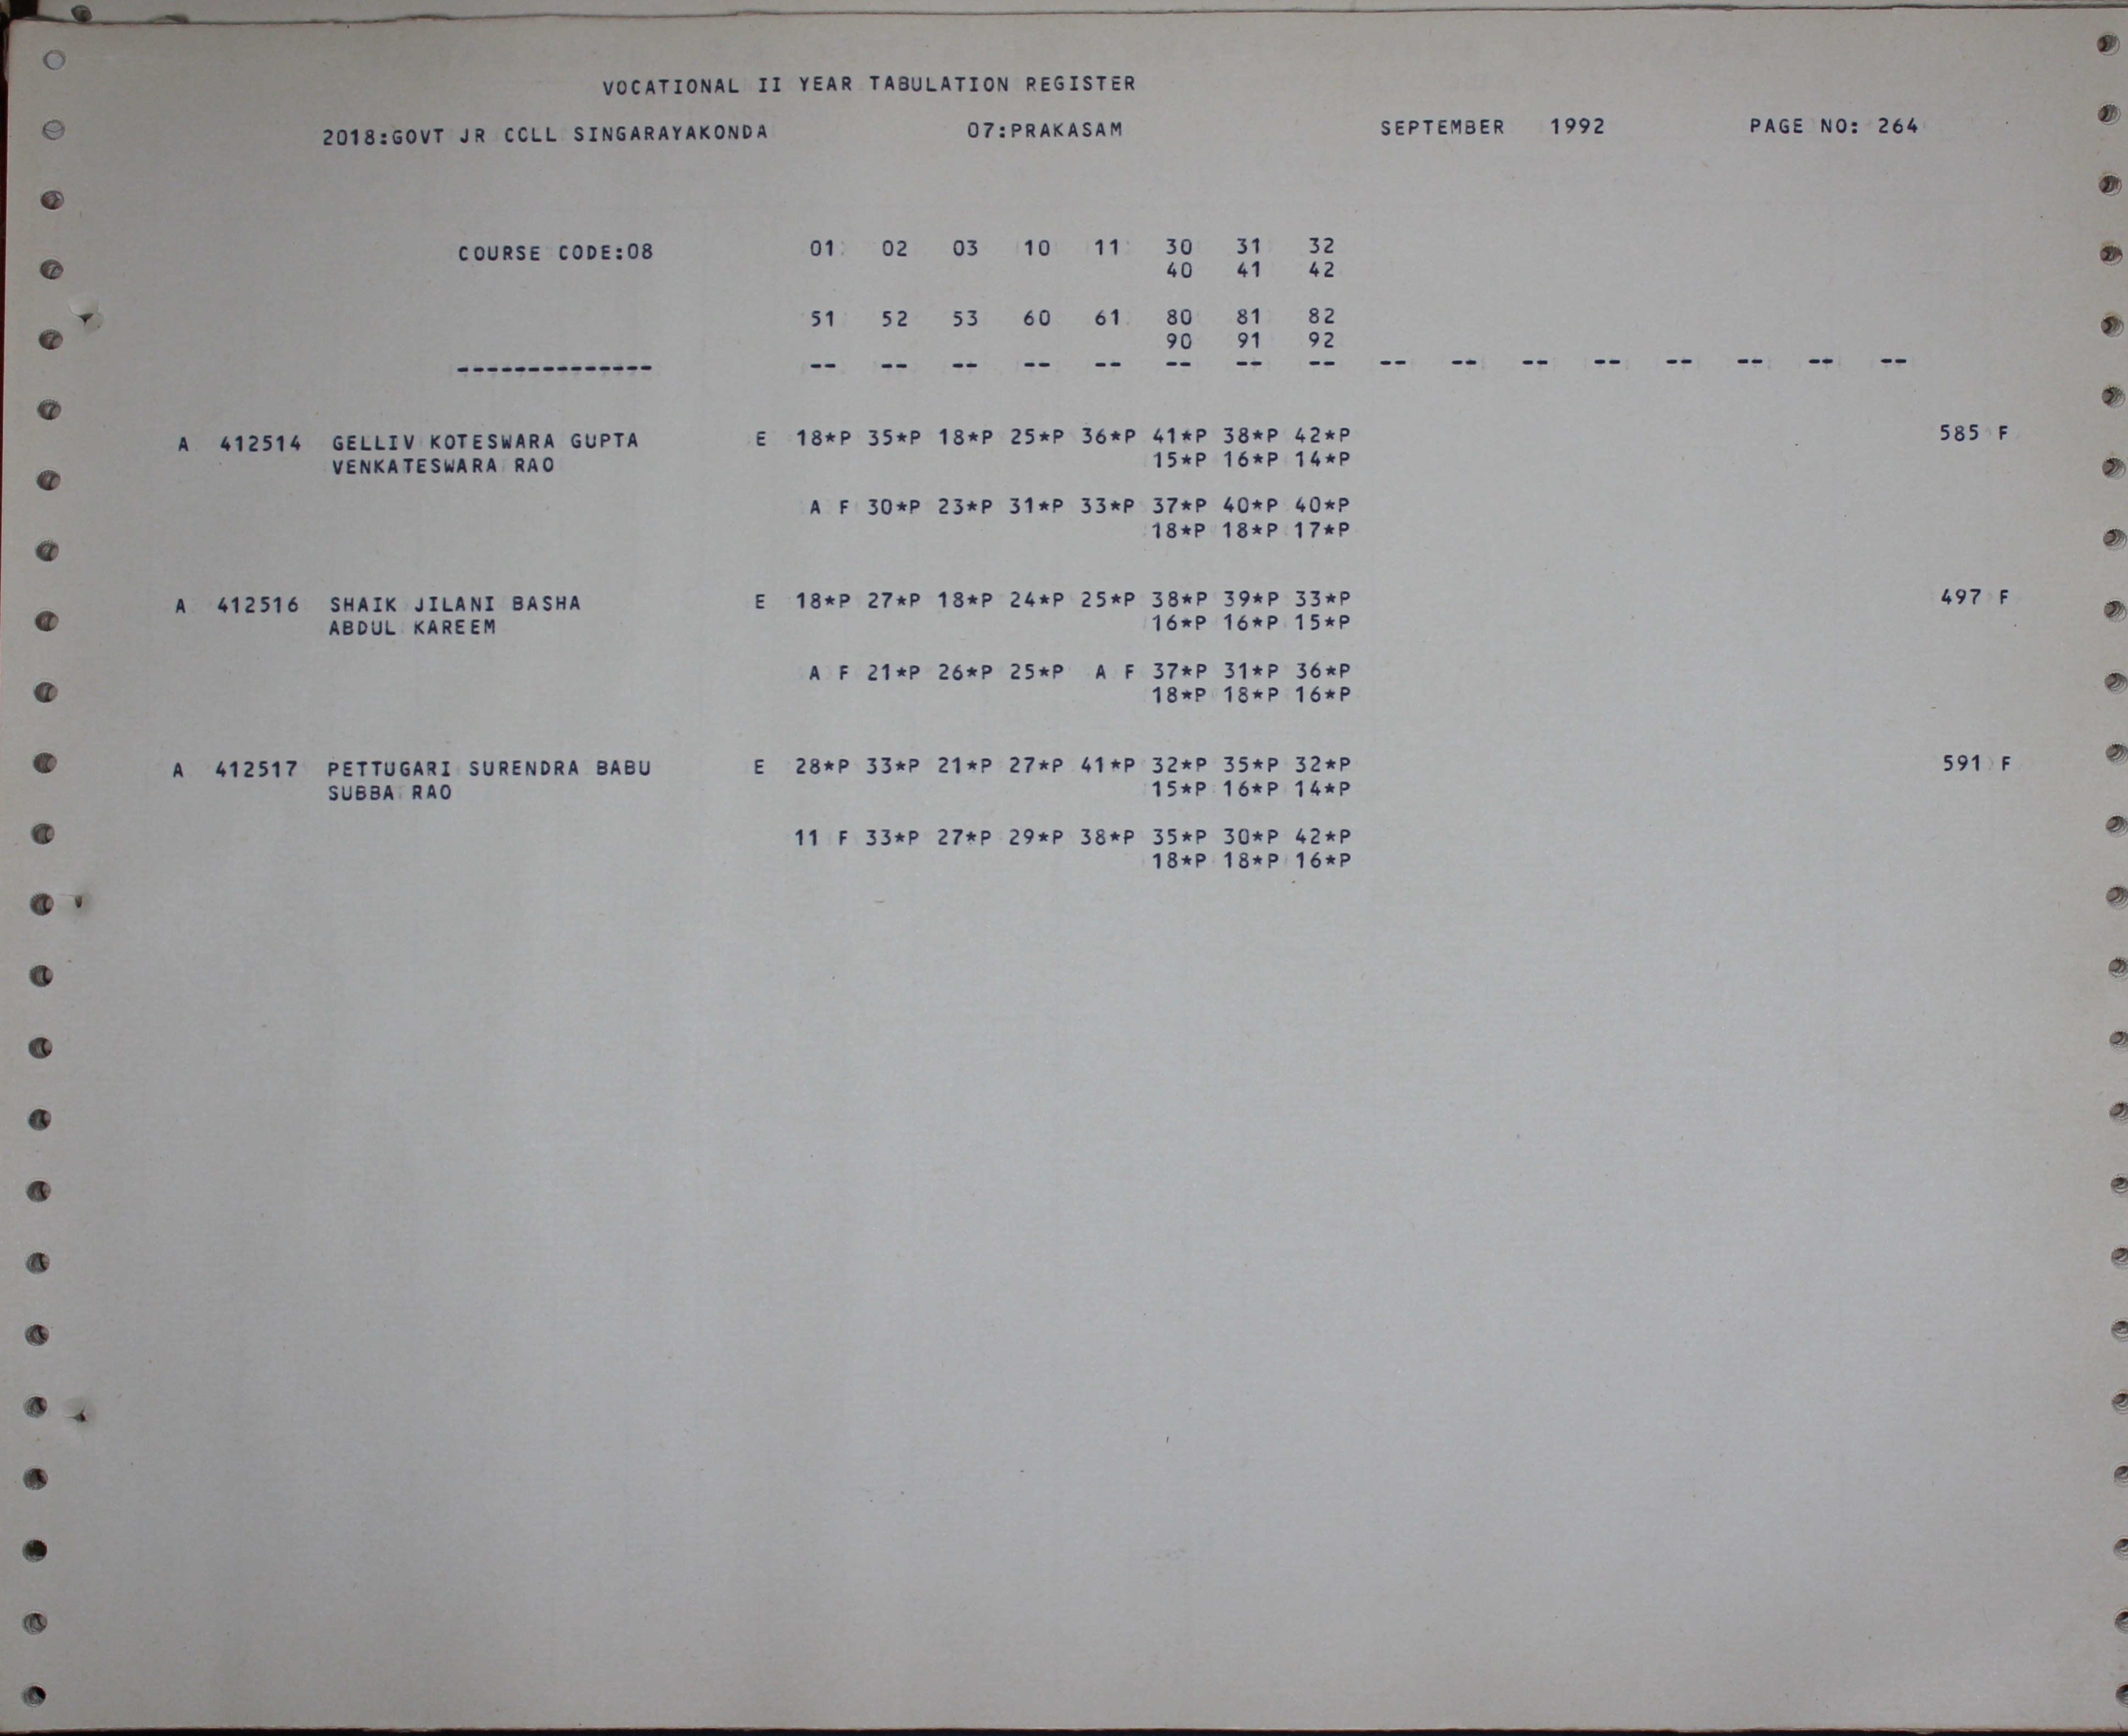 VOCATIONAL II YEAR TABULATION REGISTER
2018:GOVT JR CCLL SINGARAYAKONDA 07:PRAKASAM SEPTEMBER 1992 PAGE NO: 264
COURSE CODE:08 01 02 03 10 11 30 31 32
40 41 42
51 52 53 60 61 80 81 82
90 91 92
-------------- -- -- -- -- -- -- -- -- -- -- -- -- -- -- -- --
A 412514 GELLIV KOTESWARA GUPTA E 18*P 35*P 18*P 25*P 36*P 41*P 38*P 42*P 585 F
VENKATESWARA RAO 15*P 16*P 14*P
A F 30*P 23*P 31*P 33*P 37*P 40*P 40*P
18*P 18*P 17*P
A 412516 SHAIK JILANI BASHA E 18*P 27*P 18*P 24*P 25*P 38*P 39*P 33*P 497 F
ABDUL KAREEM 16*P 16*P 15*P
A F 21*P 26*P 25*P A F 37*P 31*P 36*P
18*P 18*P 16*P
A 412517 PETTUGARI SURENDRA BABU E 28*P 33*P 21*P 27*P 41*P 32*P 35*P 32*P 591 F
SUBBA RAO 15*P 16*P 14*P
11 F 33*P 27*P 29*P 38*P 35*P 30*P 42*P
18*P 18*P 16*P